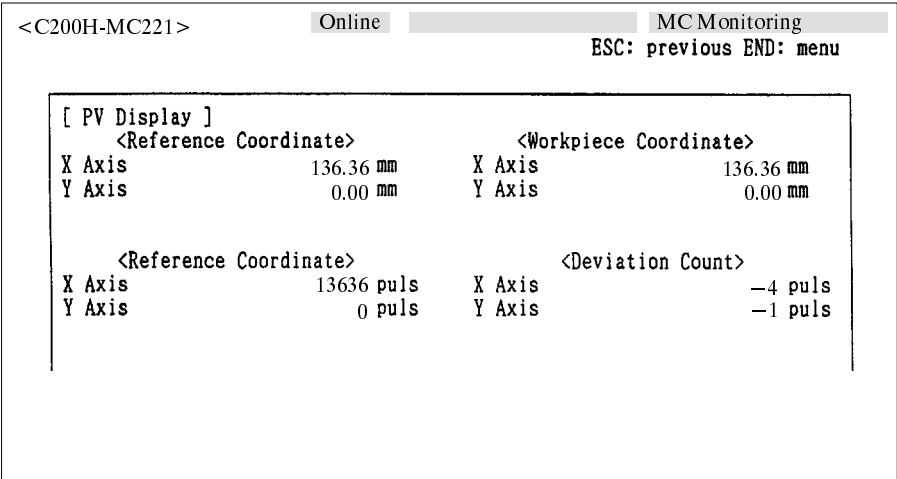 <C200H-MC221> Online MC Monitoring
ESC: previous END: menu
[ PV Display ]
<Reference Coordinate> <Workpiece Coordinate>
X Axis 136.36 mm X Axis 136.36 mm
Y Axis 0.00 mm Y Axis 0.00 mm
<Reference Coordinate> <Deviation Count>
X Axis 13636 puls X Axis −4 puls
Y Axis 0 puls Y Axis −1 puls